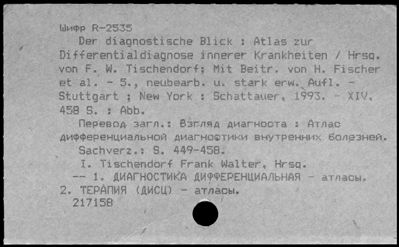 Шифр R-2535
Der diagnostische Blick : Atlas zur
Differentialdiagnose innerer Krankheiten / Hrsg.
von F. W. Tischendorf; Mit Beitr. von H. Fischer
et al. - 5., neubearb. u. stark erw. Aufl. -
Stuttgart ; New York : Schattauer, 1993. - XIV,
458 S. : Abb.
Перевод загл.: Взгляд диагноста : Атлас
дифференциальной диагностики внутренних болезней.
Sachverz.: S. 449-458.
I. Tischendorf Frank Walter, Hrsg.
-- 1. ДИАГНОСТИКА ДИФФЕРЕНЦИАЛЬНАЯ - атласы.
2. ТЕРАПИЯ (ДИСЦ) - атласы.
217158